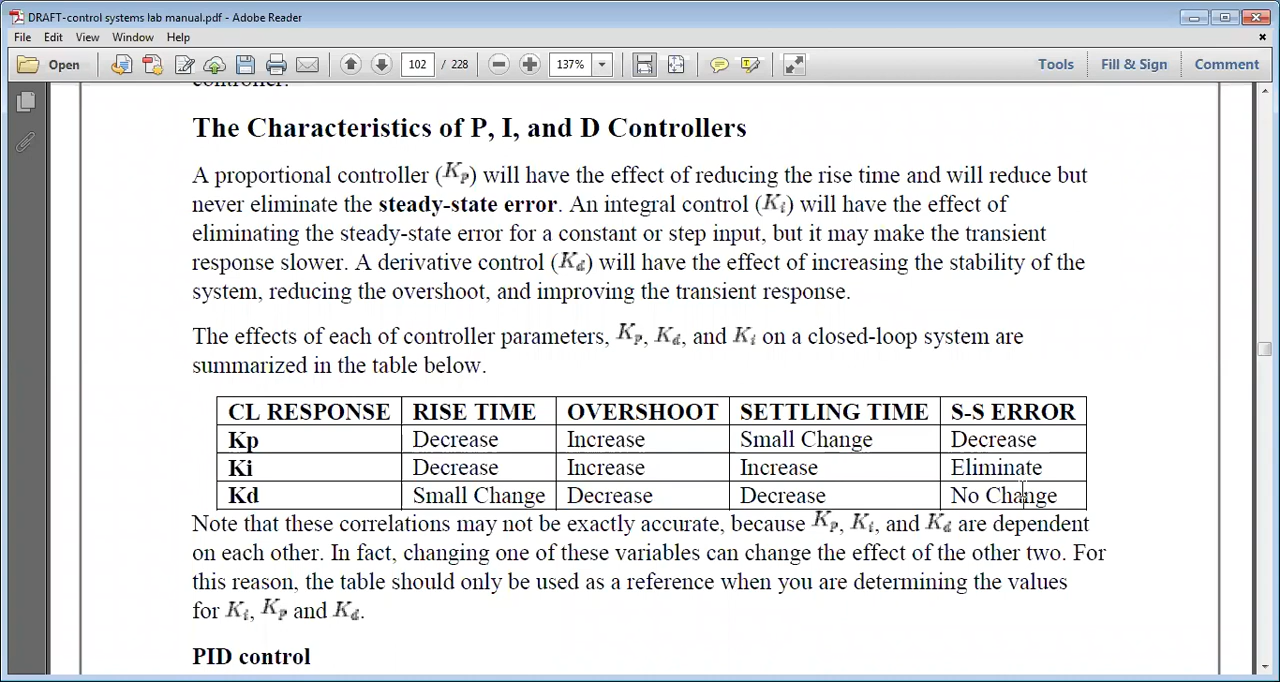 DRAFT-control systems lab manual.pdf - Adobe Reader
File Edit View Window Help
Open 102 / 228 137% Tools Fill & Sign Comment
controller.
The Characteristics of P, I, and D Controllers
A proportional controller (Kp) will have the effect of reducing the rise time and will reduce but
never eliminate the steady-state error. An integral control (Ki) will have the effect of
eliminating the steady-state error for a constant or step input, but it may make the transient
response slower. A derivative control (Kd) will have the effect of increasing the stability of the
system, reducing the overshoot, and improving the transient response.
The effects of each of controller parameters, Kp, Kd, and Ki on a closed-loop system are
summarized in the table below.
CL RESPONSE RISE TIME OVERSHOOT SETTLING TIME S-S ERROR
Kp Decrease Increase Small Change Decrease
Ki Decrease Increase Increase Eliminate
Kd Small Change Decrease Decrease No Change
Note that these correlations may not be exactly accurate, because Kp, Ki, and Kd are dependent
on each other. In fact, changing one of these variables can change the effect of the other two. For
this reason, the table should only be used as a reference when you are determining the values
for Ki, Kp and Kd.
PID control